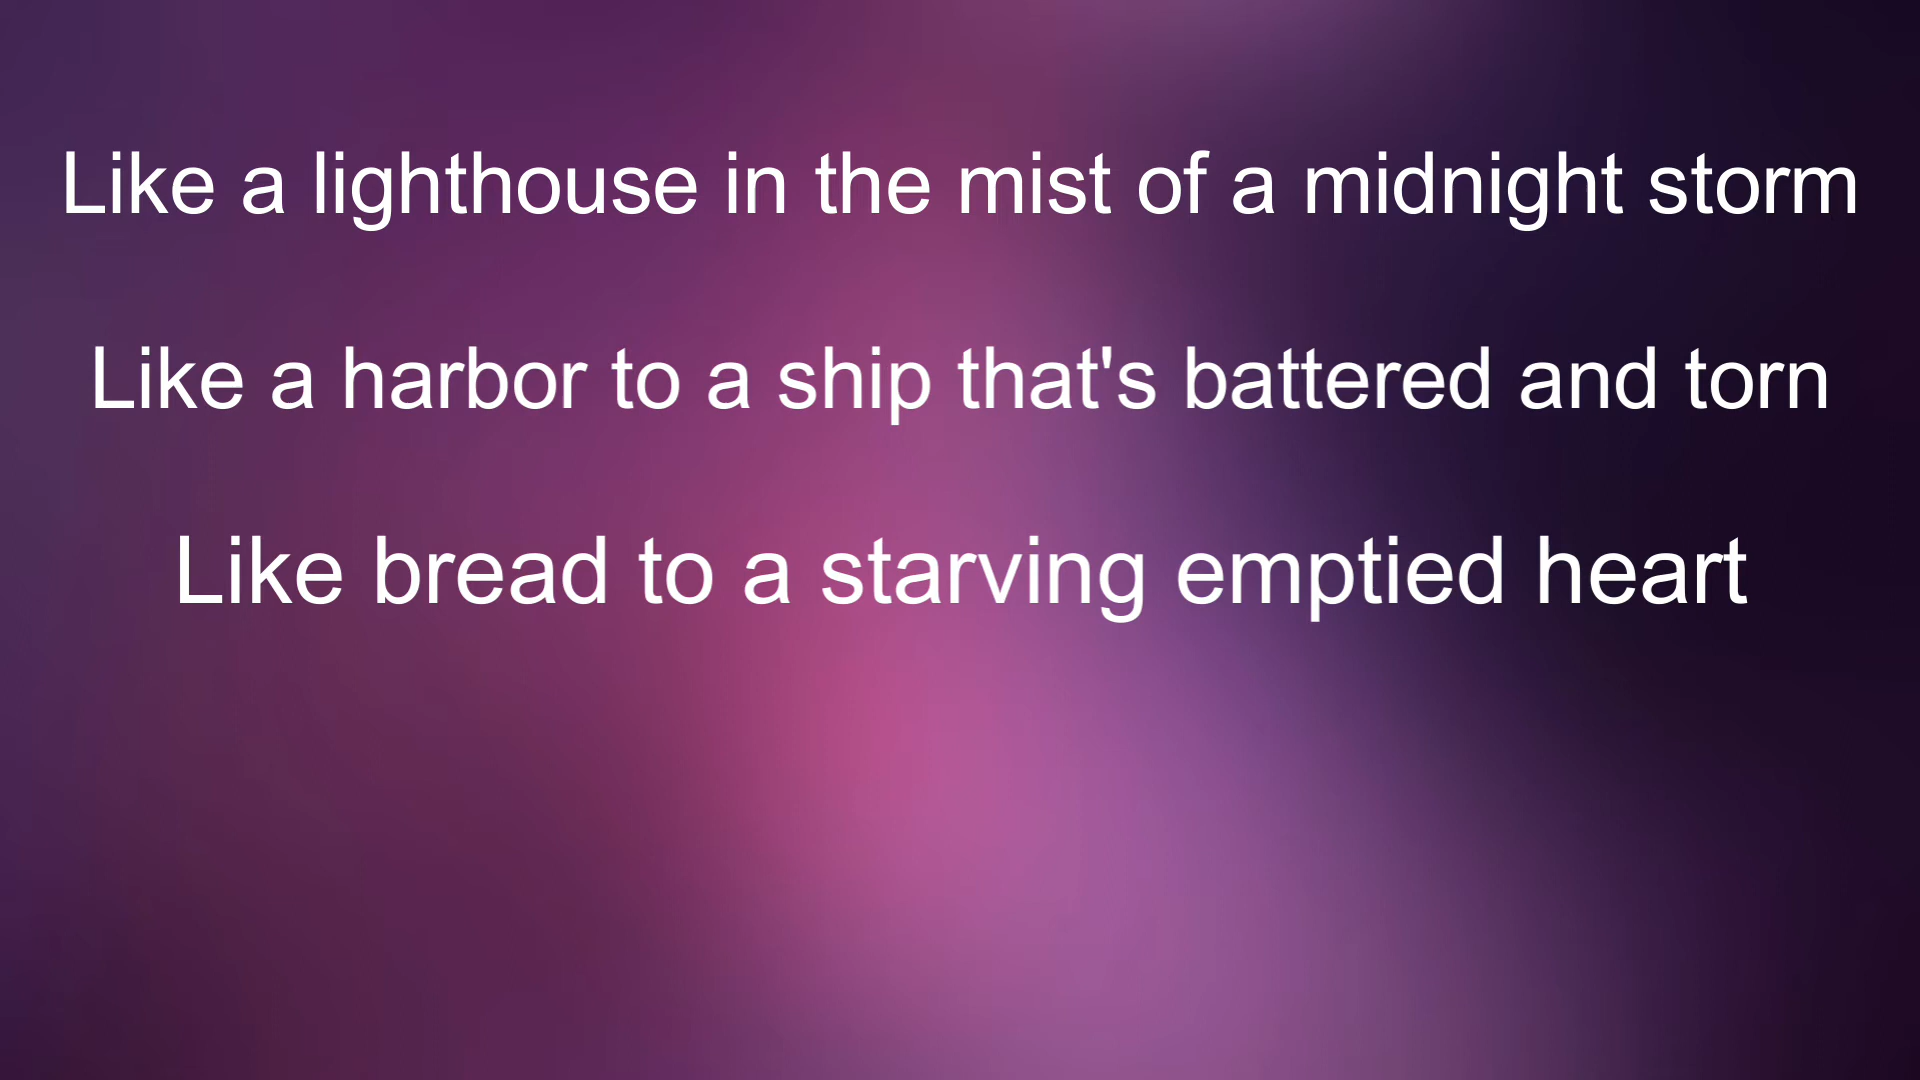 Like a lighthouse in the mist of a midnight storm
Like a harbor to a ship that's battered and torn
Like bread to a starving emptied heart